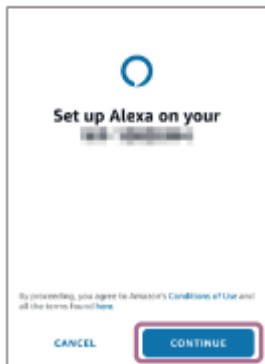 Set up Alexa on your
By proceeding, you agree to Amazon's Conditions of Use and
all the terms found here.
CANCEL
CONTINUE